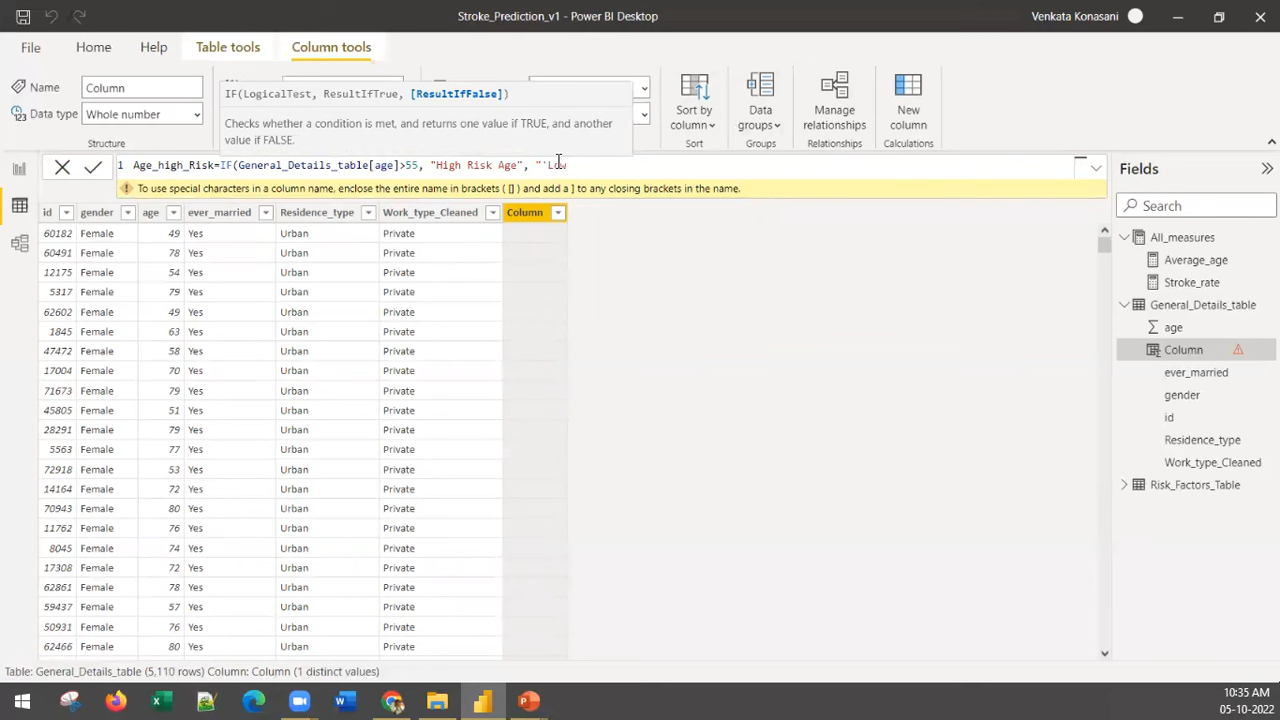 Stroke_Prediction_v1 - Power BI Desktop
Venkata Konasani
File Home Help Table tools Column tools
Name Column
Data type Whole number
Structure
IF(LogicalTest, ResultIfTrue, [ResultIfFalse])
Checks whether a condition is met, and returns one value if TRUE, and another
value if FALSE.
Sort by
column
Sort
Data
groups
Groups
Manage
Relationships
Relationships
New
column
Calculations
1 Age_high_Risk=IF(General_Details_table[age]>55, "High Risk Age", "'Low
To use special characters in a column name, enclose the entire name in brackets ( [] ) and add a ] to any closing brackets in the name.
id gender age ever_married Residence_type Work_type_Cleaned Column
60182 Female 49 Yes Urban Private
60491 Female 78 Yes Urban Private
12175 Female 54 Yes Urban Private
5317 Female 79 Yes Urban Private
62602 Female 49 Yes Urban Private
1845 Female 63 Yes Urban Private
47472 Female 58 Yes Urban Private
17004 Female 70 Yes Urban Private
71673 Female 79 Yes Urban Private
45805 Female 51 Yes Urban Private
28291 Female 79 Yes Urban Private
5563 Female 77 Yes Urban Private
72918 Female 53 Yes Urban Private
14164 Female 72 Yes Urban Private
70943 Female 80 Yes Urban Private
11762 Female 76 Yes Urban Private
8045 Female 74 Yes Urban Private
17308 Female 72 Yes Urban Private
62861 Female 78 Yes Urban Private
59437 Female 57 Yes Urban Private
50931 Female 76 Yes Urban Private
62466 Female 80 Yes Urban Private
Table: General_Details_table (5,110 rows) Column: Column (1 distinct values)
Fields
Search
All_measures
Average_age
Stroke_rate
General_Details_table
age
Column
ever_married
gender
id
Residence_type
Work_type_Cleaned
Risk_Factors_Table
10:35 AM
05-10-2022